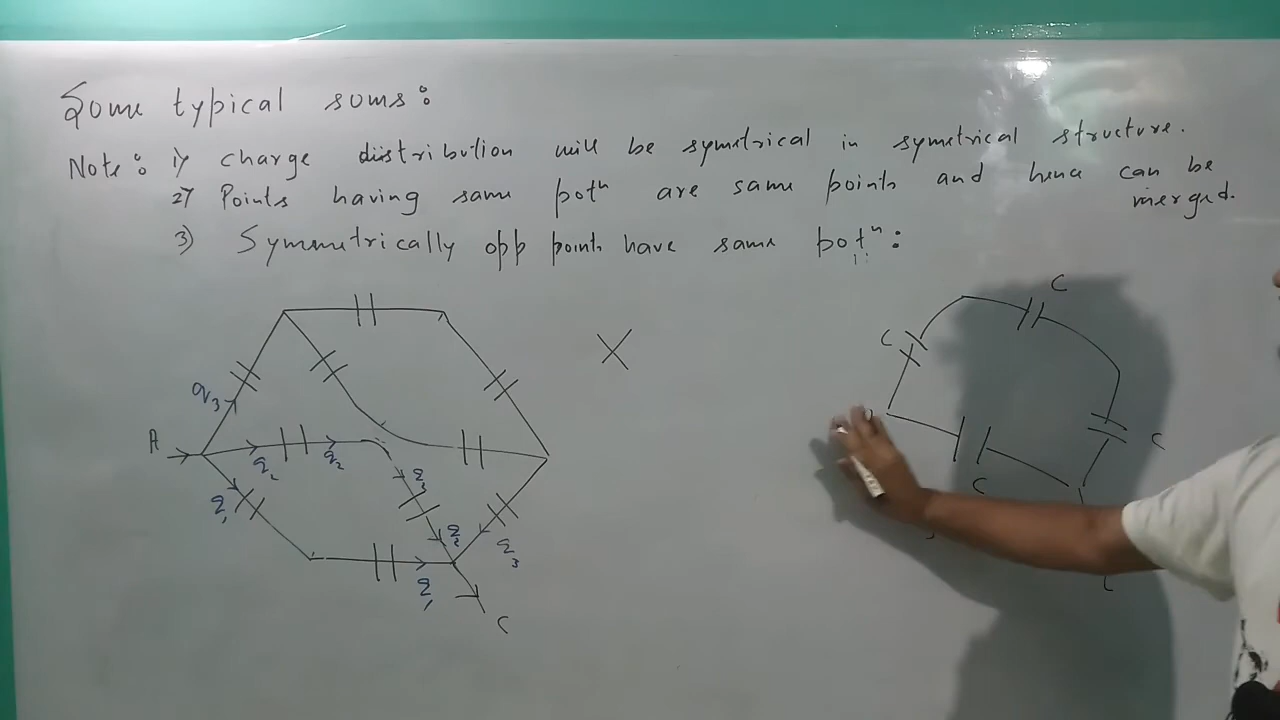 Some typical sums:
Note: 1) charge distribution will be symetrical in symetrical structure.
2) Points having same potn are same points and hence can be merged.
3) Symmetrically opp points have same potn:
C
C
q3
A
q2 q2
C
q3
C
q1
q2
q3
q1
C
C